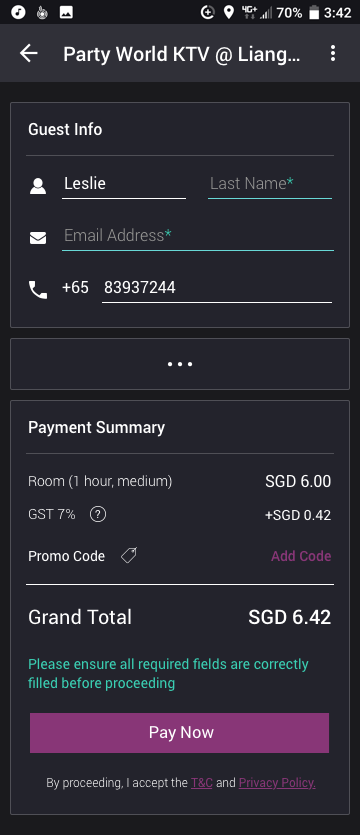 4G+ 70% 3:42
Party World KTV @ Liang...
Guest Info
Leslie Last Name*
Email Address*
+65 83937244
Payment Summary
Room (1 hour, medium) SGD 6.00
GST 7% ? +SGD 0.42
Promo Code Add Code
Grand Total SGD 6.42
Please ensure all required fields are correctly
filled before proceeding
Pay Now
By proceeding, I accept the T&C and Privacy Policy.